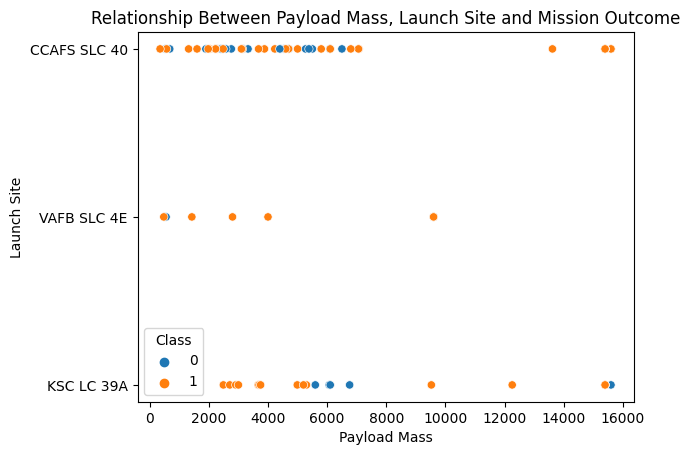 Relationship Between Payload Mass, Launch Site and Mission Outcome
CCAFS SLC 40
VAFB SLC 4E
KSC LC 39A
Launch Site
Class
0
1
0 2000 4000 6000 8000 10000 12000 14000 16000
Payload Mass